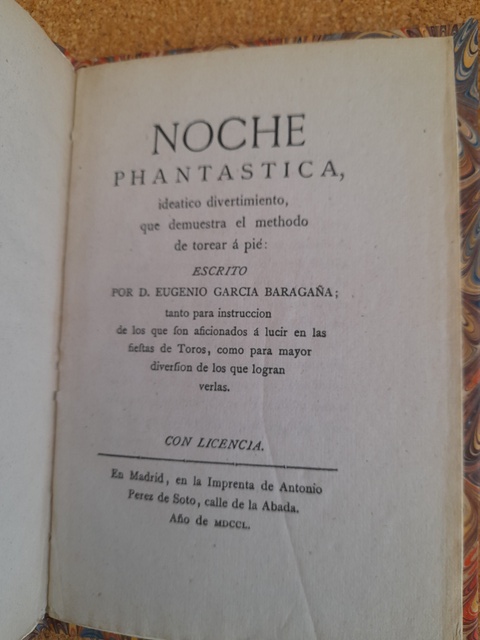 NOCHE
PHANTASTICA,
ideatico divertimiento,
que demuestra el methodo
de torear á pié:
ESCRITO
POR D. EUGENIO GARCIA BARAGAÑA;
tanto para instruccion
de los que ſon aficionados á lucir en las
fieſtas de Toros, como para mayor
diverſion de los que logran
verlas.
CON LICENCIA.
En Madrid, en la Imprenta de Antonio
Perez de Soto, calle de la Abada.
Año de MDCCL.